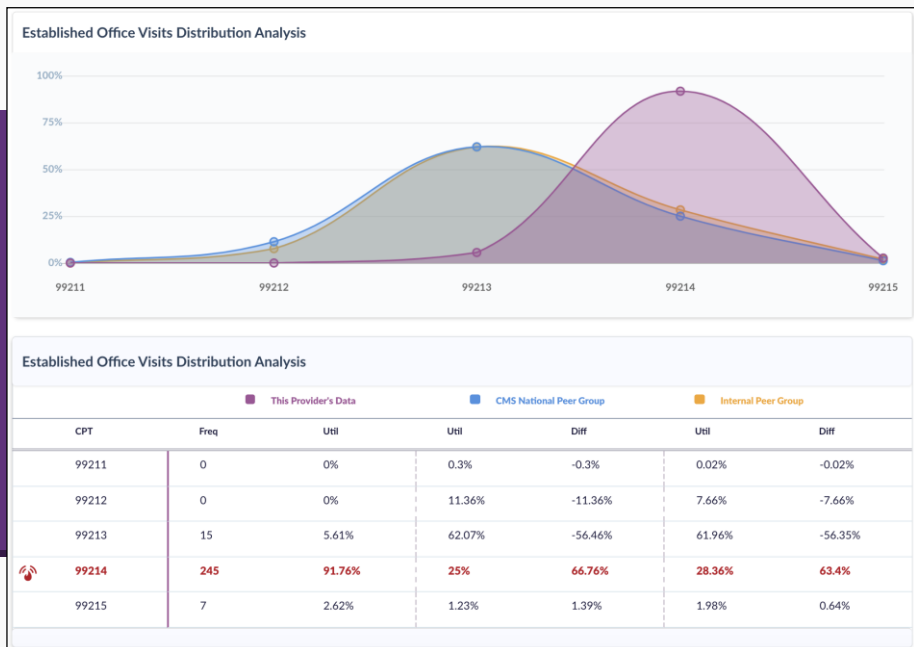 Established Office Visits Distribution Analysis
100%
75%
50%
25%
0%
99211 99212 99213 99214 99215
Established Office Visits Distribution Analysis
This Provider's Data CMS National Peer Group Internal Peer Group
CPT Freq Util Util Diff Util Diff
99211 0 0% 0.3% -0.3% 0.02% -0.02%
99212 0 0% 11.36% -11.36% 7.66% -7.66%
99213 15 5.61% 62.07% -56.46% 61.96% -56.35%
99214 245 91.76% 25% 66.76% 28.36% 63.4%
99215 7 2.62% 1.23% 1.39% 1.98% 0.64%